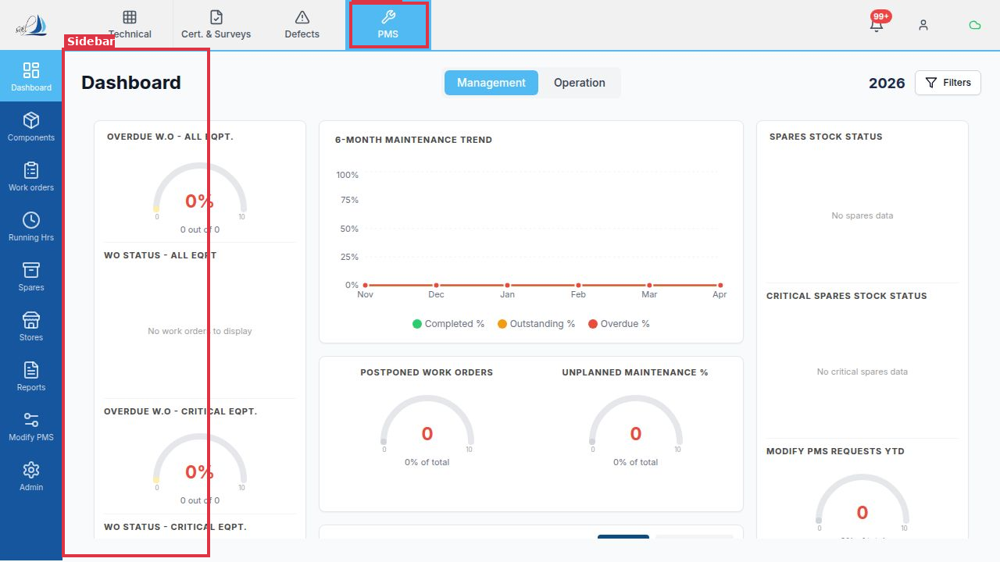 sail
Technical
Cert. & Surveys
Defects
PMS
99+
Sidebar
Dashboard
Components
Work orders
Running Hrs
Spares
Stores
Reports
Modify PMS
Admin
Dashboard
Management
Operation
2026
Filters
OVERDUE W.O - ALL EQPT.
0%
0
10
0 out of 0
WO STATUS - ALL EQPT
No work orders to display
OVERDUE W.O - CRITICAL EQPT.
0%
0
10
0 out of 0
WO STATUS - CRITICAL EQPT.
6-MONTH MAINTENANCE TREND
100%
75%
50%
25%
0%
Nov Dec Jan Feb Mar Apr
Completed % Outstanding % Overdue %
POSTPONED WORK ORDERS
0
0
10
0% of total
UNPLANNED MAINTENANCE %
0
0
10
0% of total
SPARES STOCK STATUS
No spares data
CRITICAL SPARES STOCK STATUS
No critical spares data
MODIFY PMS REQUESTS YTD
0
0
10